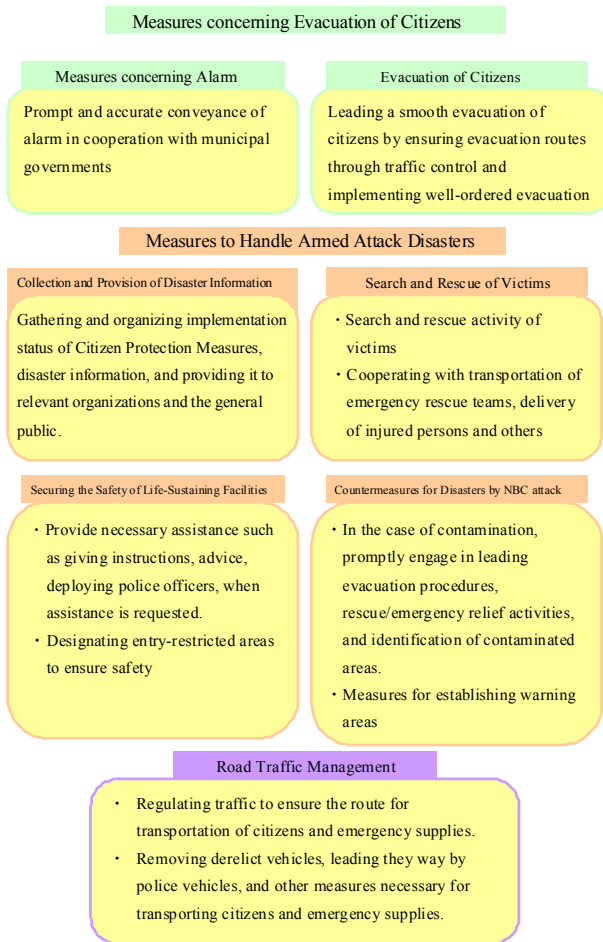 Measures concerning Evacuation of Citizens
Measures concerning Alarm
Prompt and accurate conveyance of
alarm in cooperation with municipal
governments
Evacuation of Citizens
Leading a smooth evacuation of
citizens by ensuring evacuation routes
through traffic control and
implementing well-ordered evacuation
Measures to Handle Armed Attack Disasters
Collection and Provision of Disaster Information
Gathering and organizing implementation
status of Citizen Protection Measures,
disaster information, and providing it to
relevant organizations and the general
public.
Search and Rescue of Victims
・Search and rescue activity of
victims
・Cooperating with transportation of
emergency rescue teams, delivery
of injured persons and others
Securing the Safety of Life-Sustaining Facilities
・Provide necessary assistance such
as giving instructions, advice,
deploying police officers, when
assistance is requested.
・Designating entry-restricted areas
to ensure safety
Countermeasures for Disasters by NBC attack
・In the case of contamination,
promptly engage in leading
evacuation procedures,
rescue/emergency relief activities,
and identification of contaminated
areas.
・Measures for establishing warning
areas
Road Traffic Management
・ Regulating traffic to ensure the route for
transportation of citizens and emergency supplies.
・ Removing derelict vehicles, leading they way by
police vehicles, and other measures necessary for
transporting citizens and emergency supplies.